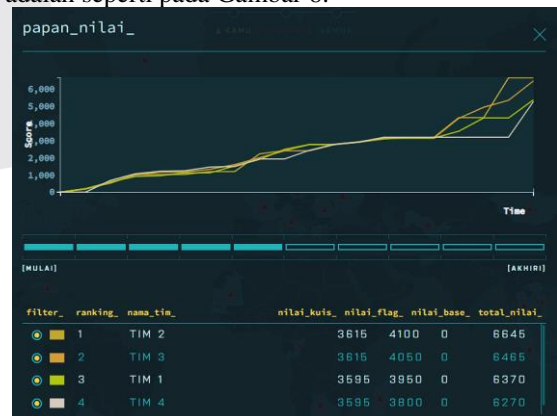 adalah seperti pada Gambar 8.
papan_nilai_
6,000
5,000
4,000
3,000
2,000
1,000
0
Score
Time
[MULAI] [AKHIRI]
filter_ ranking_ nama_tim_ nilai_kuis_ nilai_flag_ nilai_base_ total_nilai_
1 TIM 2 3615 4100 0 6645
2 TIM 3 3615 4050 0 6465
3 TIM 1 3595 3950 0 6370
4 TIM 4 3595 3800 0 6270